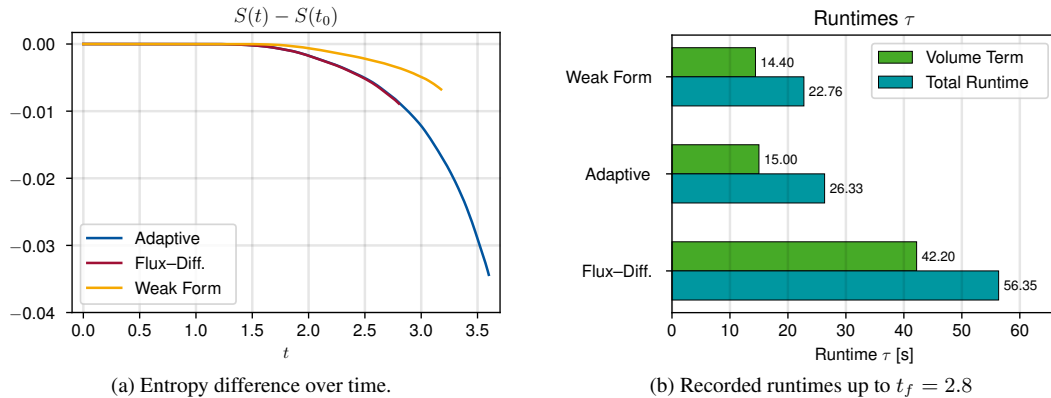 S(t) − S(t₀)
0.00
−0.01
−0.02
−0.03
−0.04
Adaptive
Flux–Diff.
Weak Form
0.0 0.5 1.0 1.5 2.0 2.5 3.0 3.5
t
(a) Entropy difference over time.
Runtimes τ
Volume Term
Total Runtime
Weak Form
14.40
22.76
Adaptive
15.00
26.33
Flux–Diff.
42.20
56.35
0 10 20 30 40 50 60
Runtime τ [s]
(b) Recorded runtimes up to t_f = 2.8